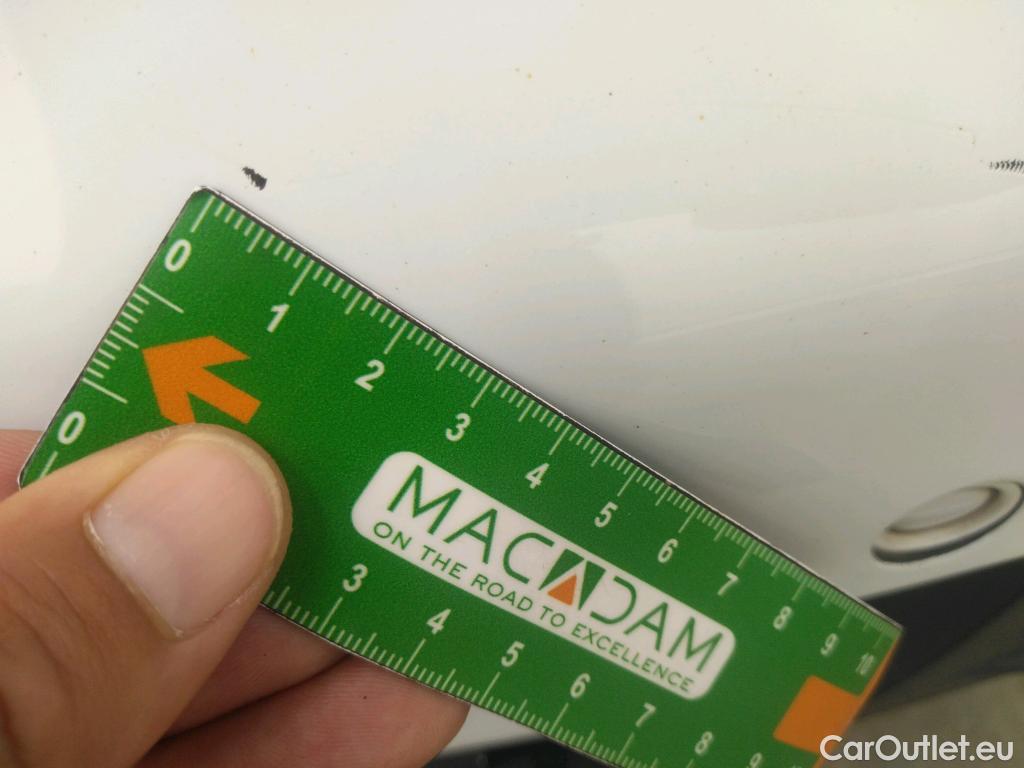 0 1 2 3 4 5 6 7 8 9 10
MACADAM
ON THE ROAD TO EXCELLENCE
0
3 4 5 6 7 8 9
CarOutlet.eu